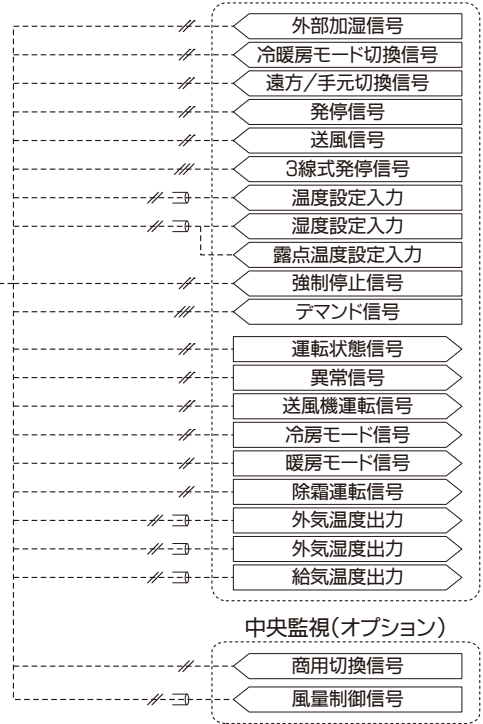 外部加湿信号
冷暖房モード切換信号
遠方/手元切換信号
発停信号
送風信号
3線式発停信号
温度設定入力
湿度設定入力
露点温度設定入力
強制停止信号
デマンド信号
運転状態信号
異常信号
送風機運転信号
冷房モード信号
暖房モード信号
除霜運転信号
外気温度出力
外気湿度出力
給気温度出力
中央監視(オプション)
商用切換信号
風量制御信号